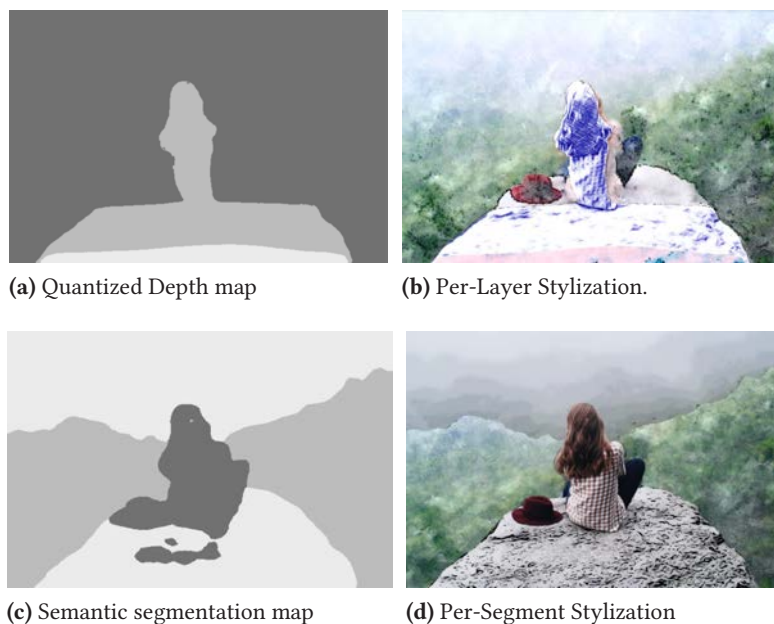 (a) Quantized Depth map
(b) Per-Layer Stylization.
(c) Semantic segmentation map
(d) Per-Segment Stylization